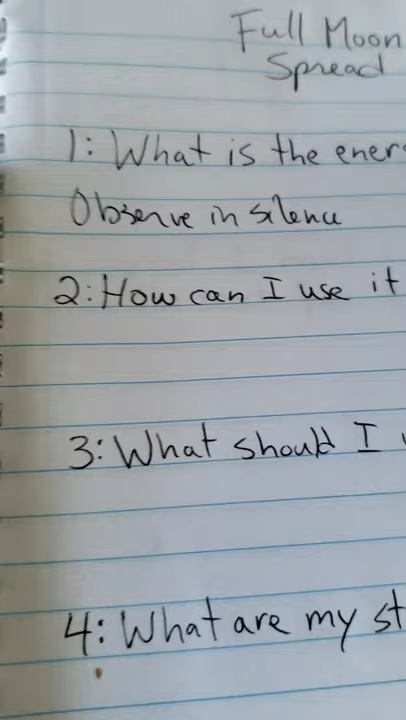 Full Moon
Spread
1: What is the ener
Observe in silence
2: How can I use it
3: What should I
4: What are my st